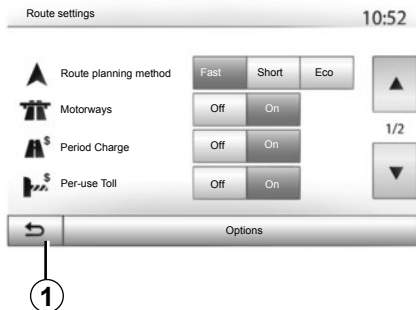 Route settings 10:52
Route planning method Fast Short Eco
Motorways Off On
1/2
$ Period Charge Off On
$ Per-use Toll Off On
Options
1